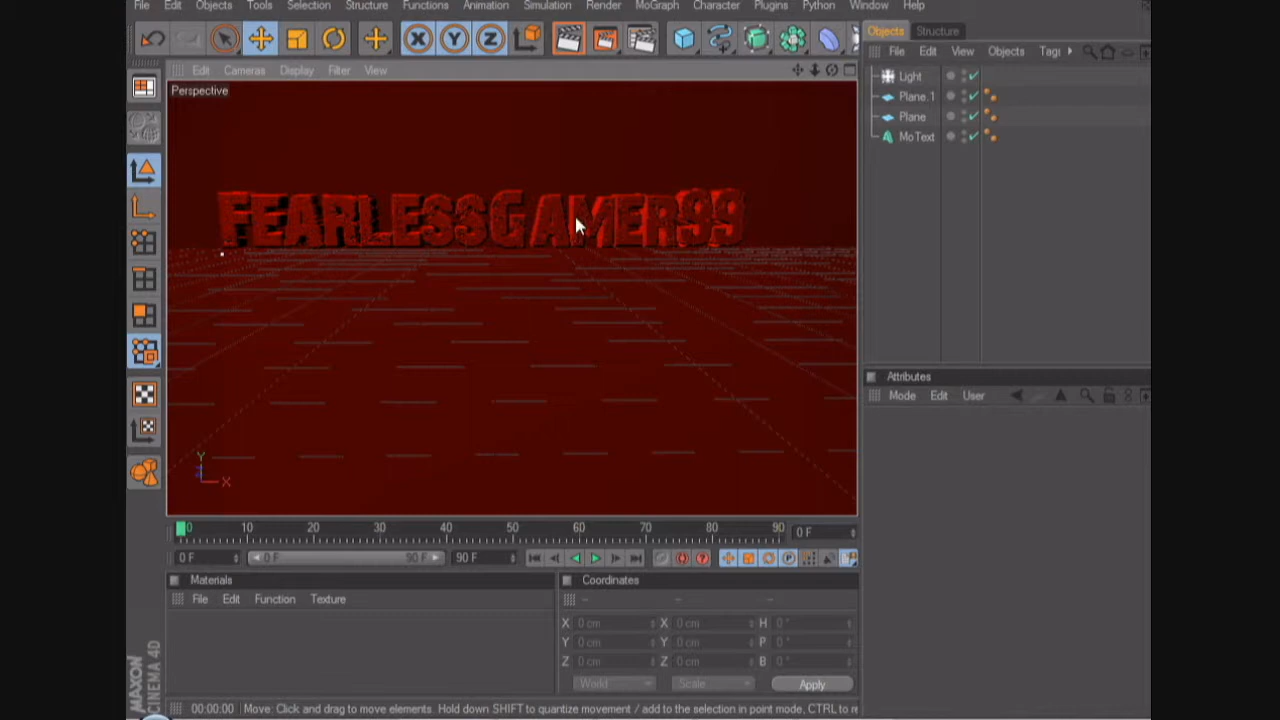 File Edit Objects Tools Selection Structure Functions Animation Simulation Render MoGraph Character Plugins Python Window Help
X Y Z
Objects Structure
File Edit View Objects Tags
Edit Cameras Display Filter View
Perspective
Light
Plane.1
Plane
MoText
FEARLESSGAMER99
Attributes
Mode Edit User
Y
X
0 10 20 30 40 50 60 70 80 90 0 F
0 F 0 F 90 F 90 F
Materials
Coordinates
File Edit Function Texture
X 0 cm X 0 cm H 0 °
Y 0 cm Y 0 cm P 0 °
Z 0 cm Z 0 cm B 0 °
World Scale Apply
MAXON
CINEMA 4D
00:00:00 Move: Click and drag to move elements. Hold down SHIFT to quantize movement / add to the selection in point mode, CTRL to re